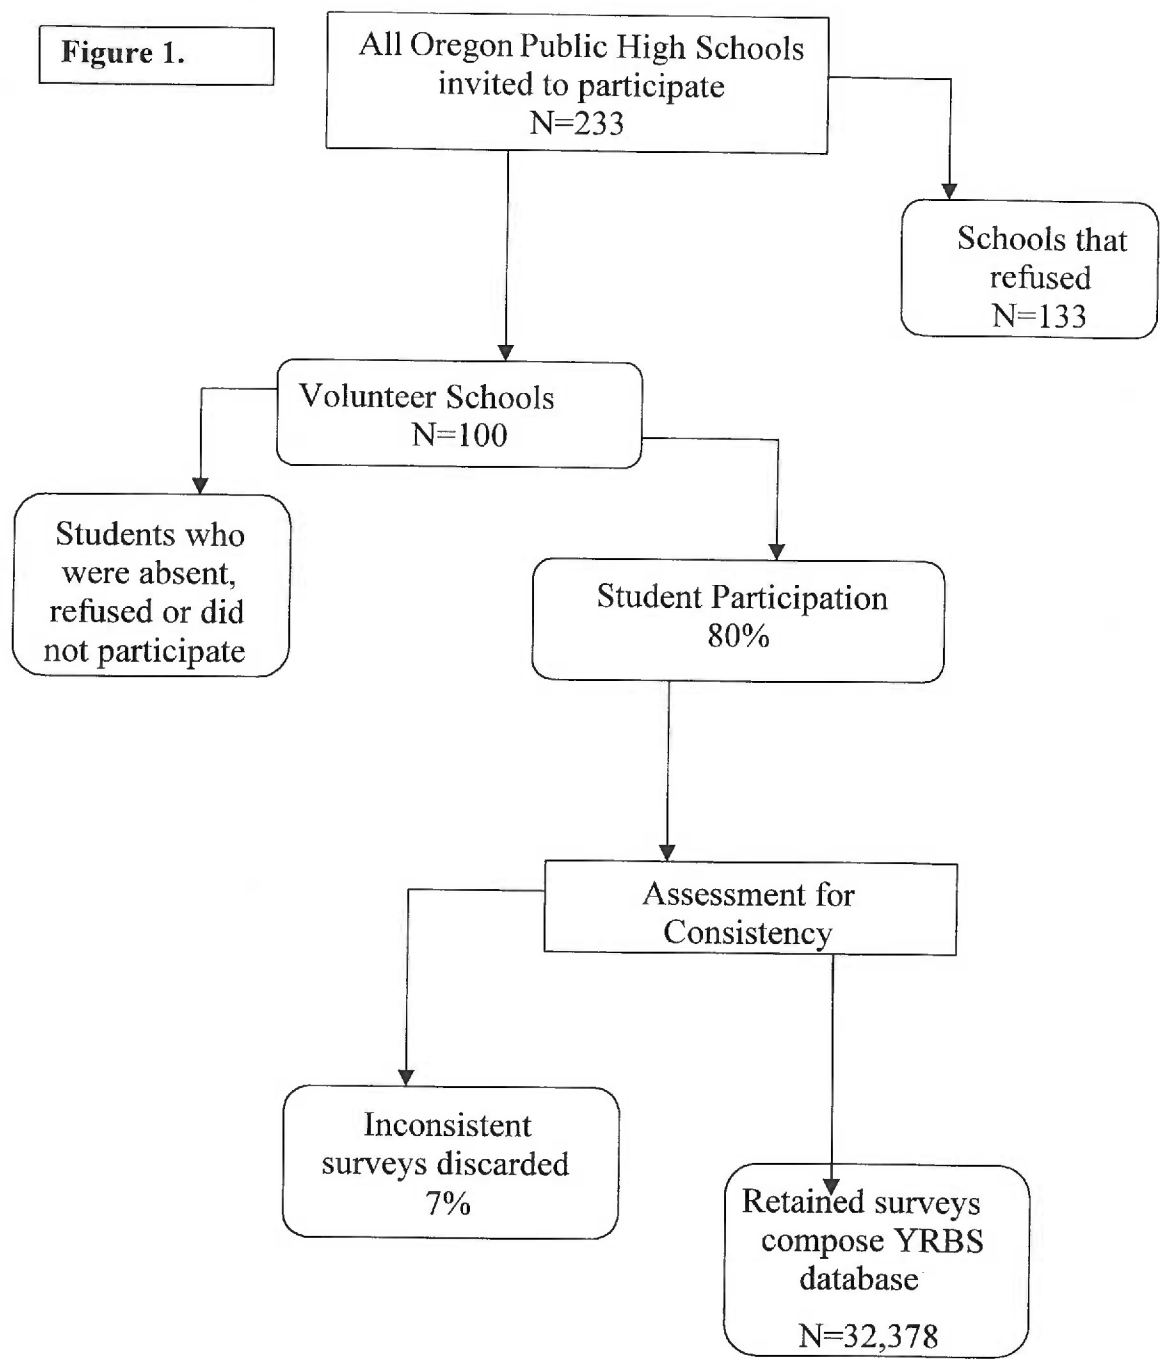 Figure 1.
All Oregon Public High Schools
invited to participate
N=233
Schools that
refused
N=133
Volunteer Schools
N=100
Students who
were absent,
refused or did
not participate
Student Participation
80%
Assessment for
Consistency
Inconsistent
surveys discarded
7%
Retained surveys
compose YRBS
database
N=32,378